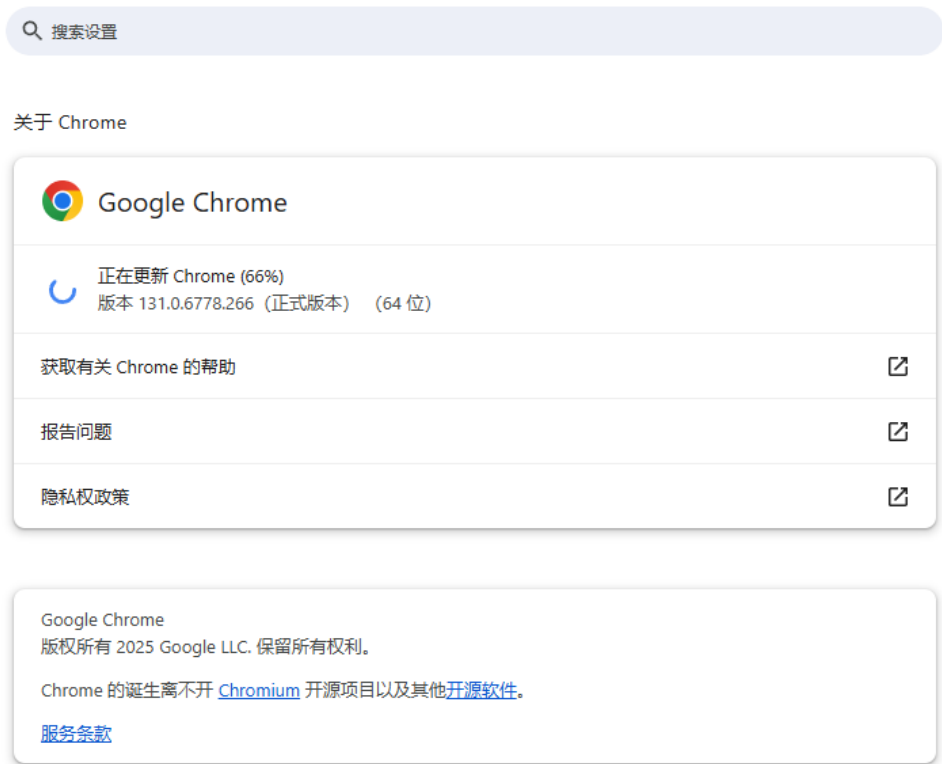 搜索设置
关于 Chrome
Google Chrome
正在更新 Chrome (66%)
版本 131.0.6778.266（正式版本） （64 位）
获取有关 Chrome 的帮助
报告问题
隐私权政策
Google Chrome
版权所有 2025 Google LLC. 保留所有权利。
Chrome 的诞生离不开 Chromium 开源项目以及其他开源软件。
服务条款